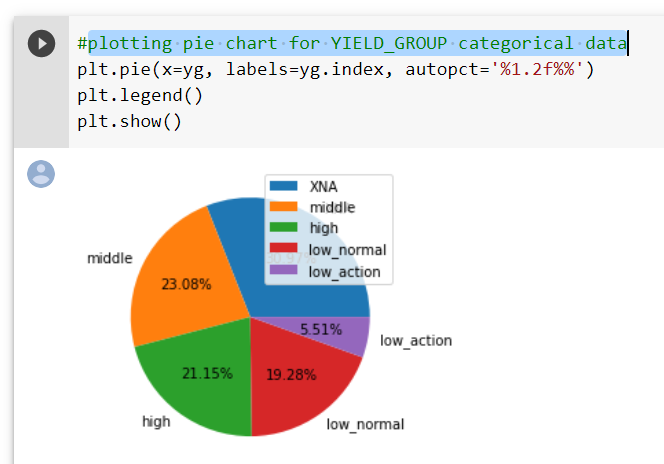 #plotting pie chart for YIELD_GROUP categorical data
plt.pie(x=yg, labels=yg.index, autopct='%1.2f%%')
plt.legend()
plt.show()
XNA
middle
high
low_normal
low_action
middle
23.08%
5.51%
low_action
21.15%
19.28%
high
low_normal